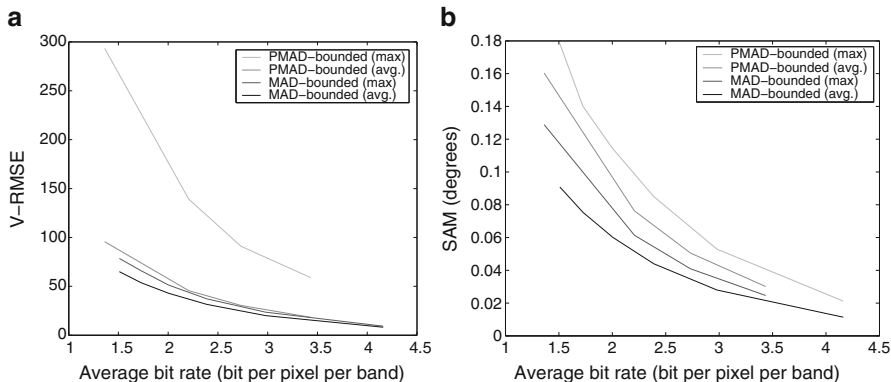 a
300
250
200
150
100
50
0
V−RMSE
1 1.5 2 2.5 3 3.5 4 4.5
Average bit rate (bit per pixel per band)
PMAD−bounded (max)
PMAD−bounded (avg.)
MAD−bounded (max)
MAD−bounded (avg.)
b
0.18
0.16
0.14
0.12
0.1
0.08
0.06
0.04
0.02
0
SAM (degrees)
1 1.5 2 2.5 3 3.5 4 4.5
Average bit rate (bit per pixel per band)
PMAD−bounded (max)
PMAD−bounded (avg.)
MAD−bounded (max)
MAD−bounded (avg.)